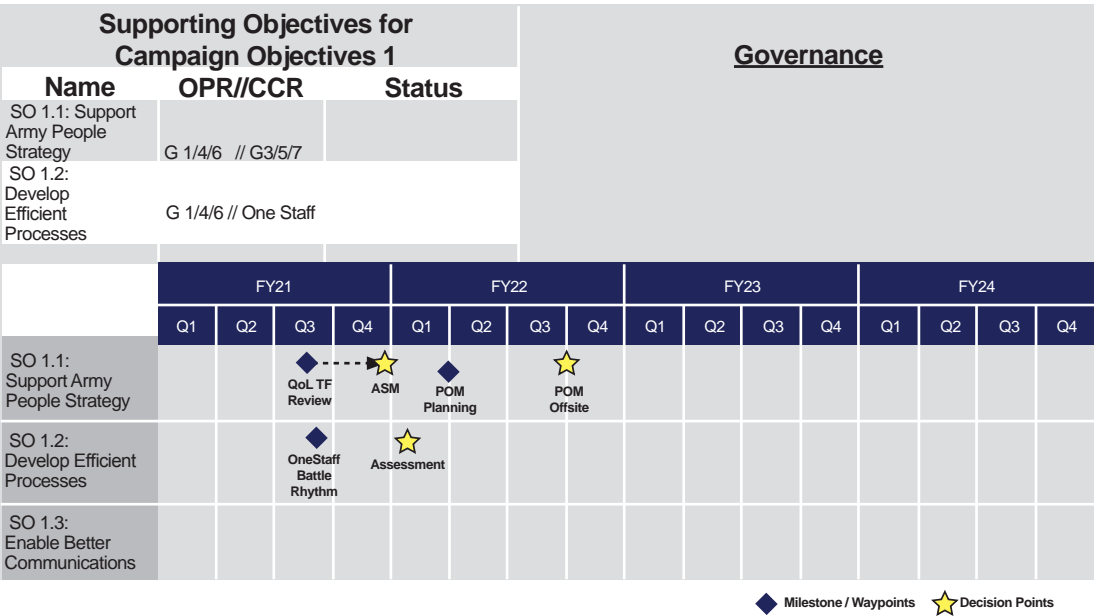 Supporting Objectives for
Campaign Objectives 1
Governance
Name OPR//CCR Status
SO 1.1: Support
Army People
Strategy
G 1/4/6 // G3/5/7
SO 1.2:
Develop
Efficient
Processes
G 1/4/6 // One Staff
FY21 FY22 FY23 FY24
Q1 Q2 Q3 Q4 Q1 Q2 Q3 Q4 Q1 Q2 Q3 Q4 Q1 Q2 Q3 Q4
SO 1.1:
Support Army
People Strategy
QoL TF
Review
ASM
POM
Planning
POM
Offsite
SO 1.2:
Develop Efficient
Processes
OneStaff
Battle
Rhythm
Assessment
SO 1.3:
Enable Better
Communications
Milestone / Waypoints Decision Points